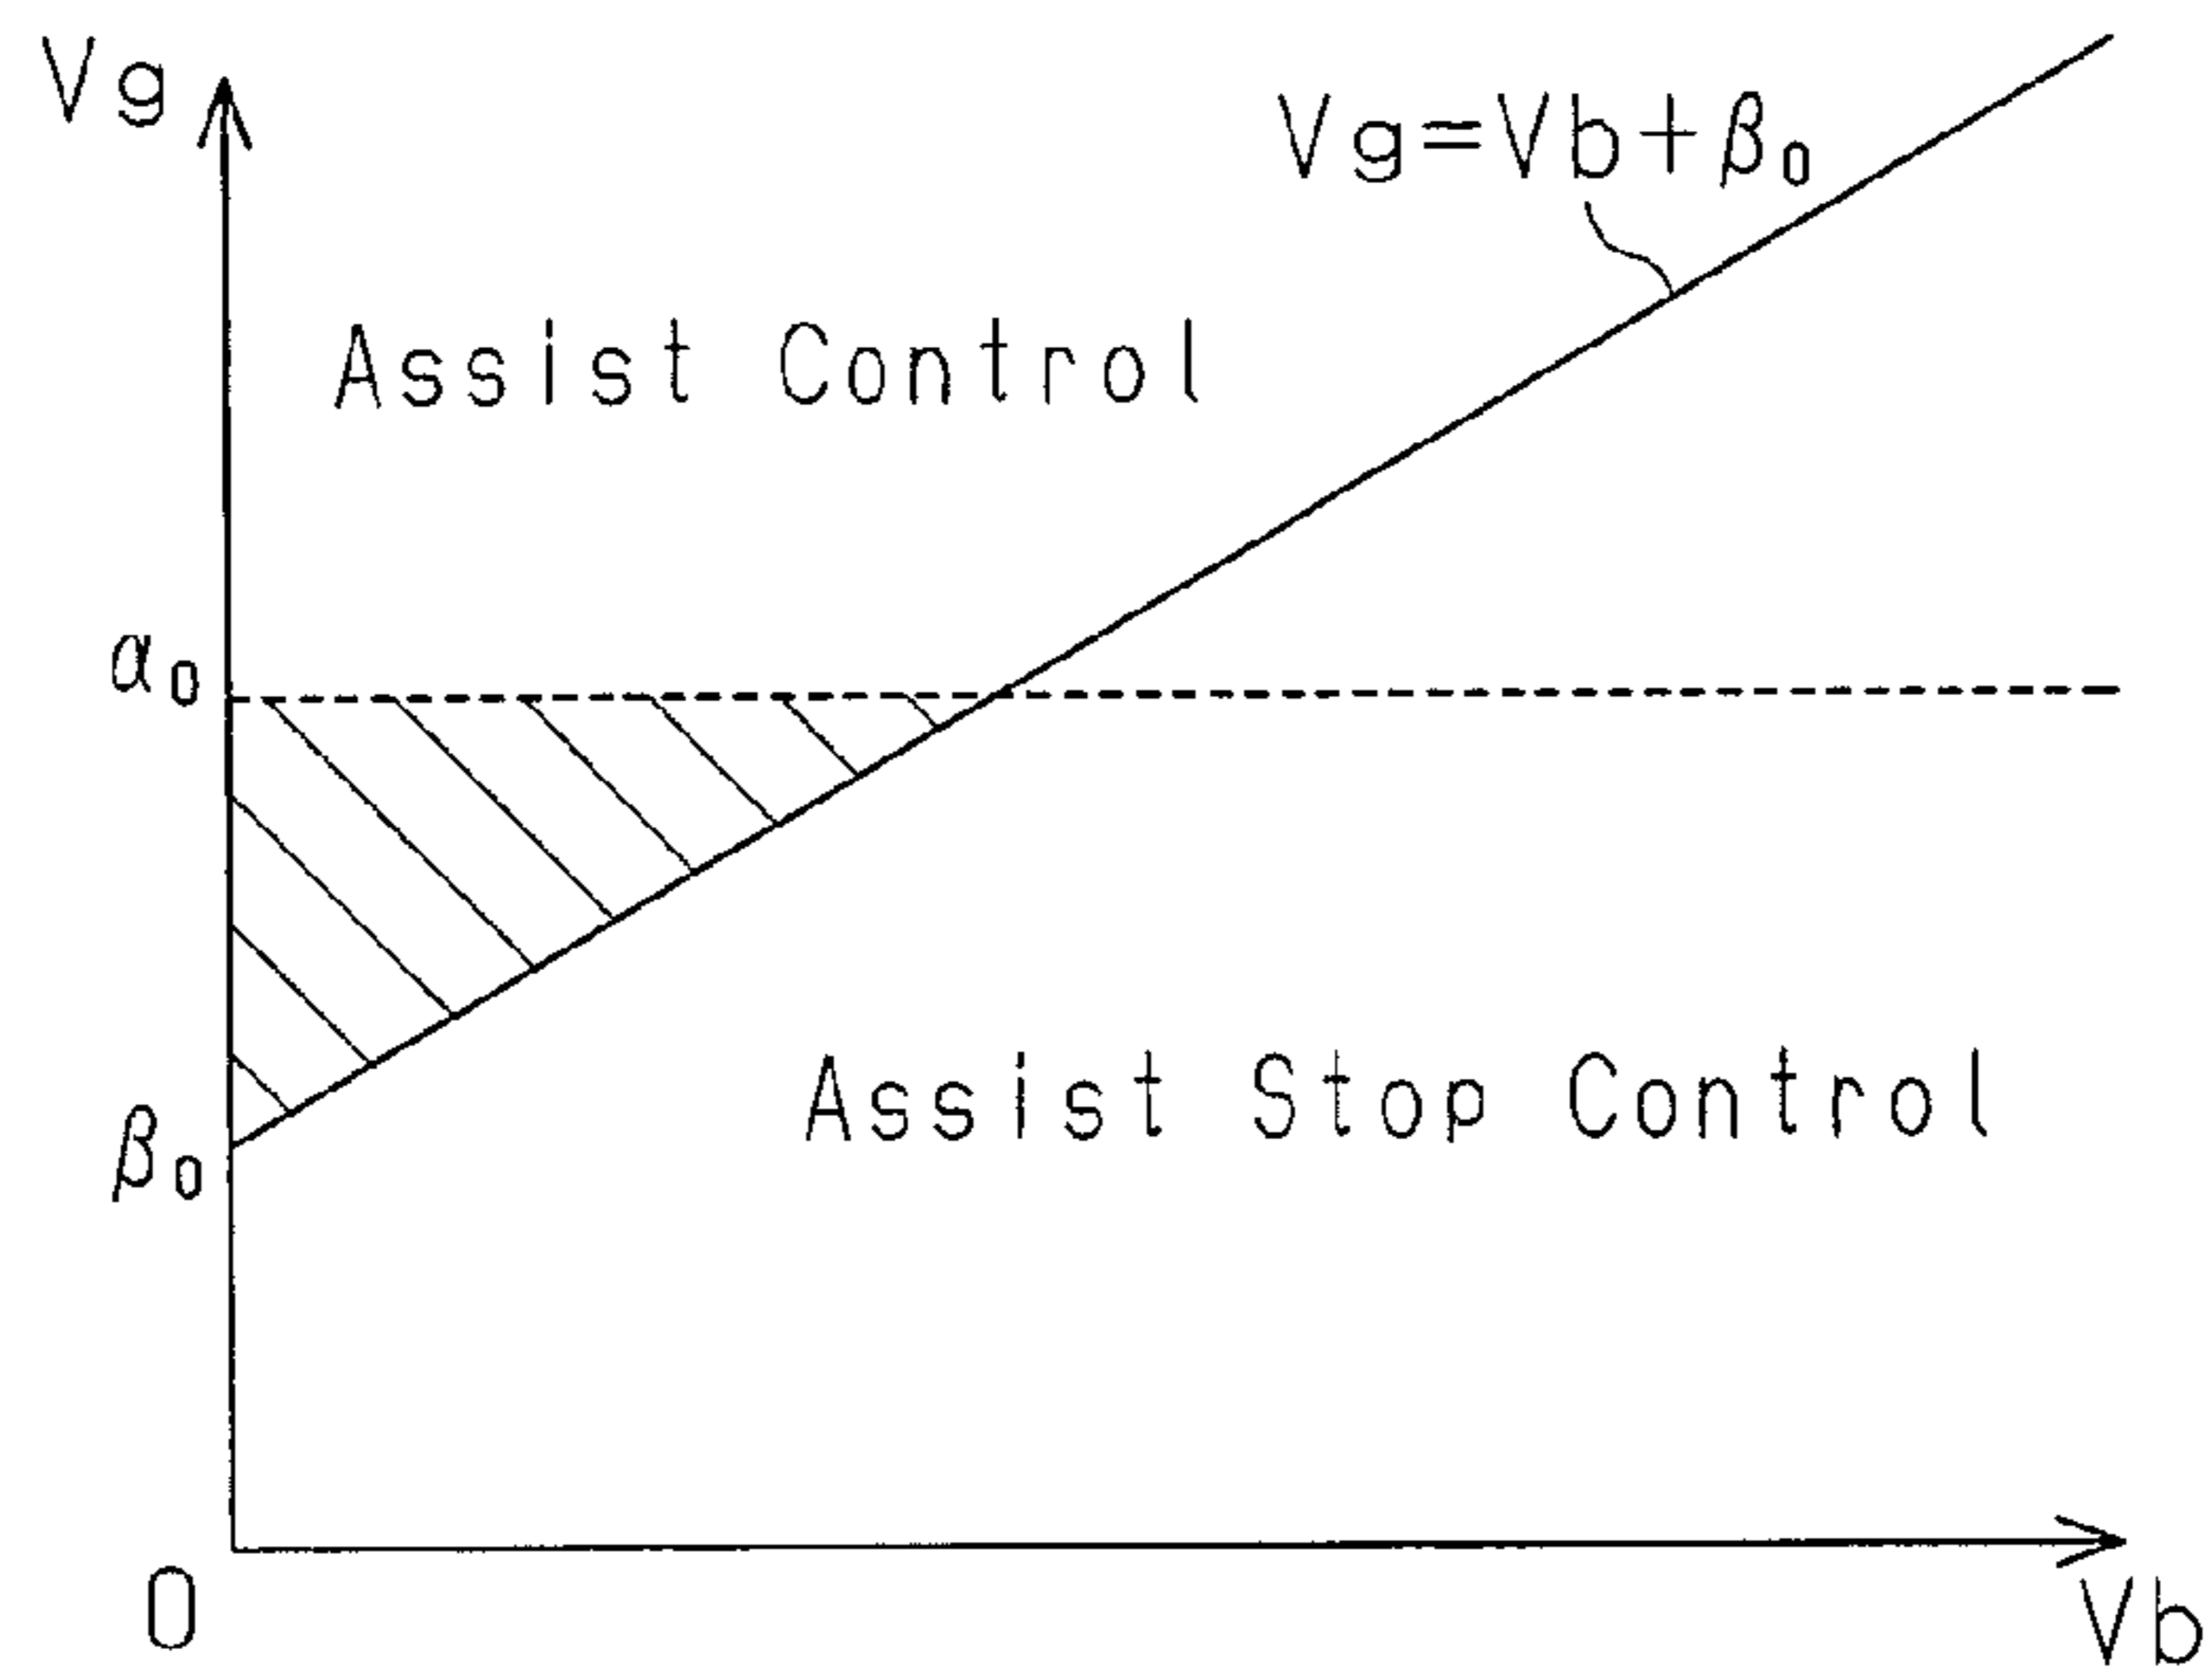 Vg
Vg=Vb+β₀
Assist Control
α₀
Assist Stop Control
β₀
0
Vb